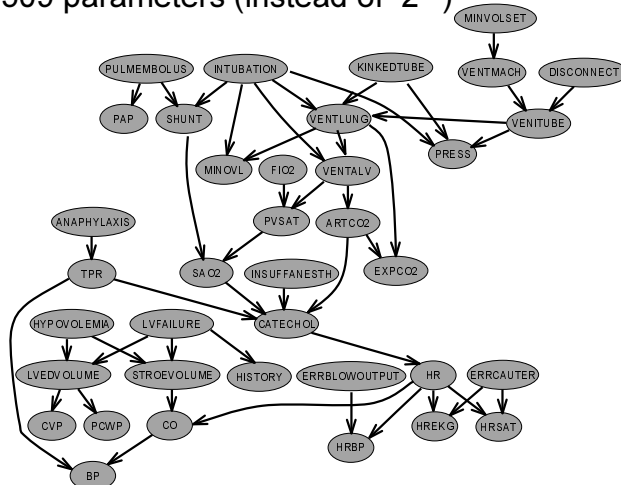 509 parameters (instead of 2
MINVOLSET
PULMEMBOLUS INTUBATION KINKEDTUBE VENTMACH DISCONNECT
PAP SHUNT VENTLUNG VENITUBE
PRESS
MINOVL FIO2 VENTALV
ANAPHYLAXIS PVSAT ARTCO2
TPR SAO2 INSUFFANESTH EXPCO2
HYPOVOLEMIA LVFAILURE CATECHOL
LVEDVOLUME STROEVOLUME HISTORY ERRBLOWOUTPUT HR ERRCAUTER
CVP PCWP CO HREKG HRSAT
HRBP
BP